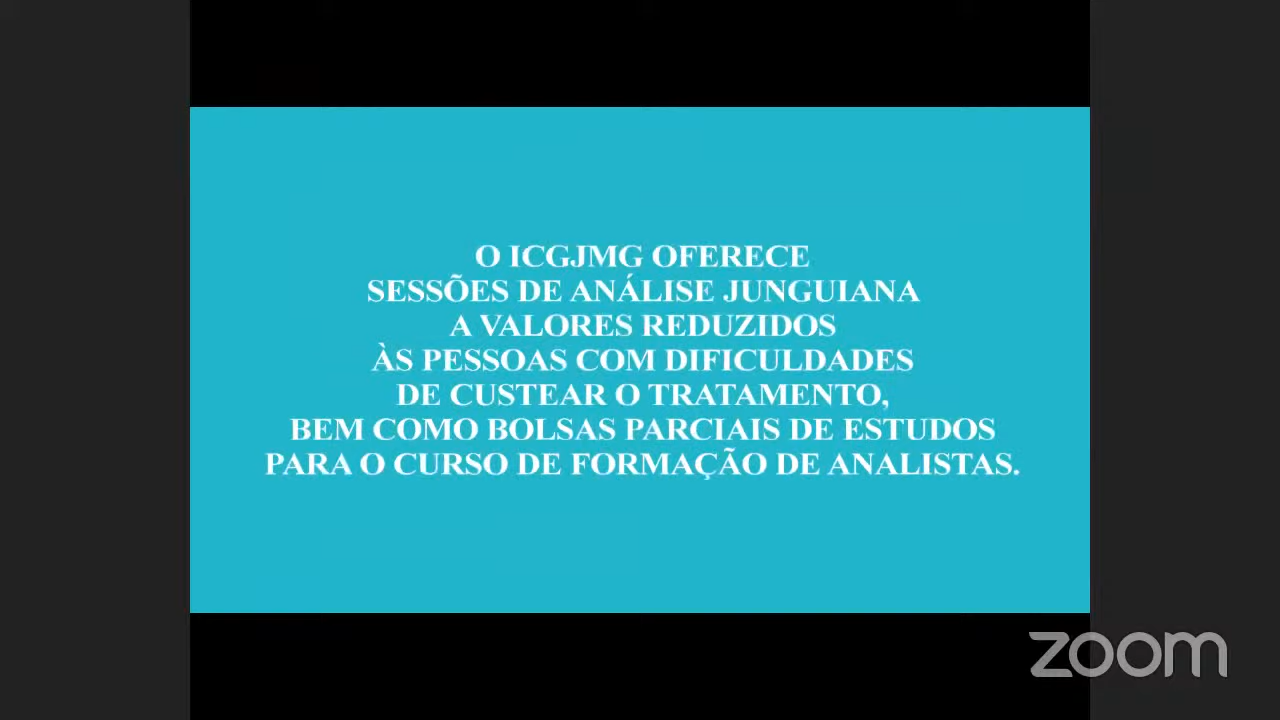 O ICGJMG OFERECE
SESSÕES DE ANÁLISE JUNGUIANA
A VALORES REDUZIDOS
ÀS PESSOAS COM DIFICULDADES
DE CUSTEAR O TRATAMENTO,
BEM COMO BOLSAS PARCIAIS DE ESTUDOS
PARA O CURSO DE FORMAÇÃO DE ANALISTAS.
zoom